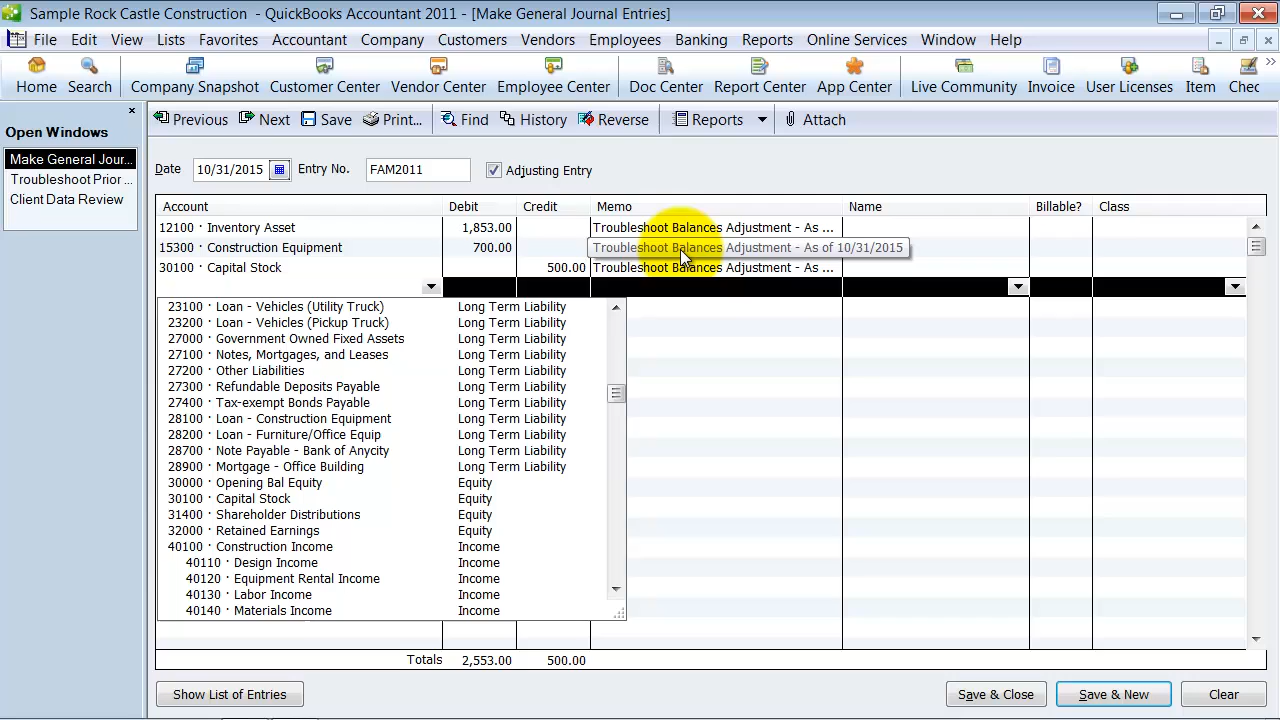 Sample Rock Castle Construction - QuickBooks Accountant 2011 - [Make General Journal Entries]
File Edit View Lists Favorites Accountant Company Customers Vendors Employees Banking Reports Online Services Window Help
Home Search Company Snapshot Customer Center Vendor Center Employee Center Doc Center Report Center App Center Live Community Invoice User Licenses Item Chec
Open Windows
Make General Jour...
Troubleshoot Prior ...
Client Data Review
Previous Next Save Print... Find History Reverse Reports Attach
Date 10/31/2015 Entry No. FAM2011 Adjusting Entry
Account Debit Credit Memo Name Billable? Class
12100 · Inventory Asset 1,853.00 Troubleshoot Balances Adjustment - As ...
15300 · Construction Equipment 700.00 Troubleshoot Balances Adjustment - As of 10/31/2015
30100 · Capital Stock 500.00 Troubleshoot Balances Adjustment - As ...
23100 · Loan - Vehicles (Utility Truck) Long Term Liability
23200 · Loan - Vehicles (Pickup Truck) Long Term Liability
27000 · Government Owned Fixed Assets Long Term Liability
27100 · Notes, Mortgages, and Leases Long Term Liability
27200 · Other Liabilities Long Term Liability
27300 · Refundable Deposits Payable Long Term Liability
27400 · Tax-exempt Bonds Payable Long Term Liability
28100 · Loan - Construction Equipment Long Term Liability
28200 · Loan - Furniture/Office Equip Long Term Liability
28700 · Note Payable - Bank of Anycity Long Term Liability
28900 · Mortgage - Office Building Long Term Liability
30000 · Opening Bal Equity Equity
30100 · Capital Stock Equity
31400 · Shareholder Distributions Equity
32000 · Retained Earnings Equity
40100 · Construction Income Income
40110 · Design Income Income
40120 · Equipment Rental Income Income
40130 · Labor Income Income
40140 · Materials Income Income
Totals 2,553.00 500.00
Show List of Entries Save & Close Save & New Clear